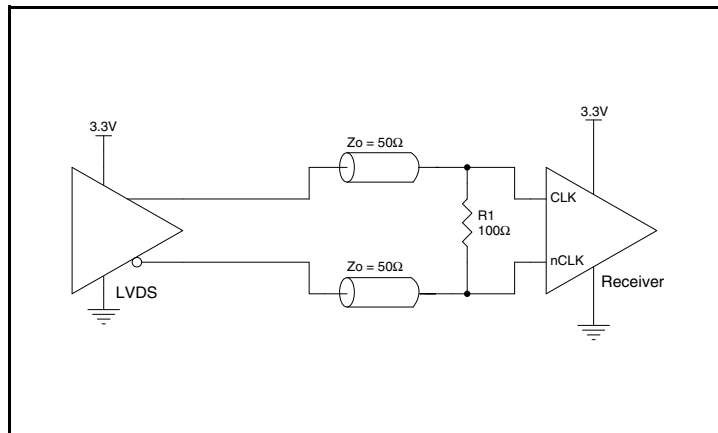 3.3V
3.3V
Zo = 50Ω
CLK
R1
100Ω
nCLK
Zo = 50Ω
Receiver
LVDS